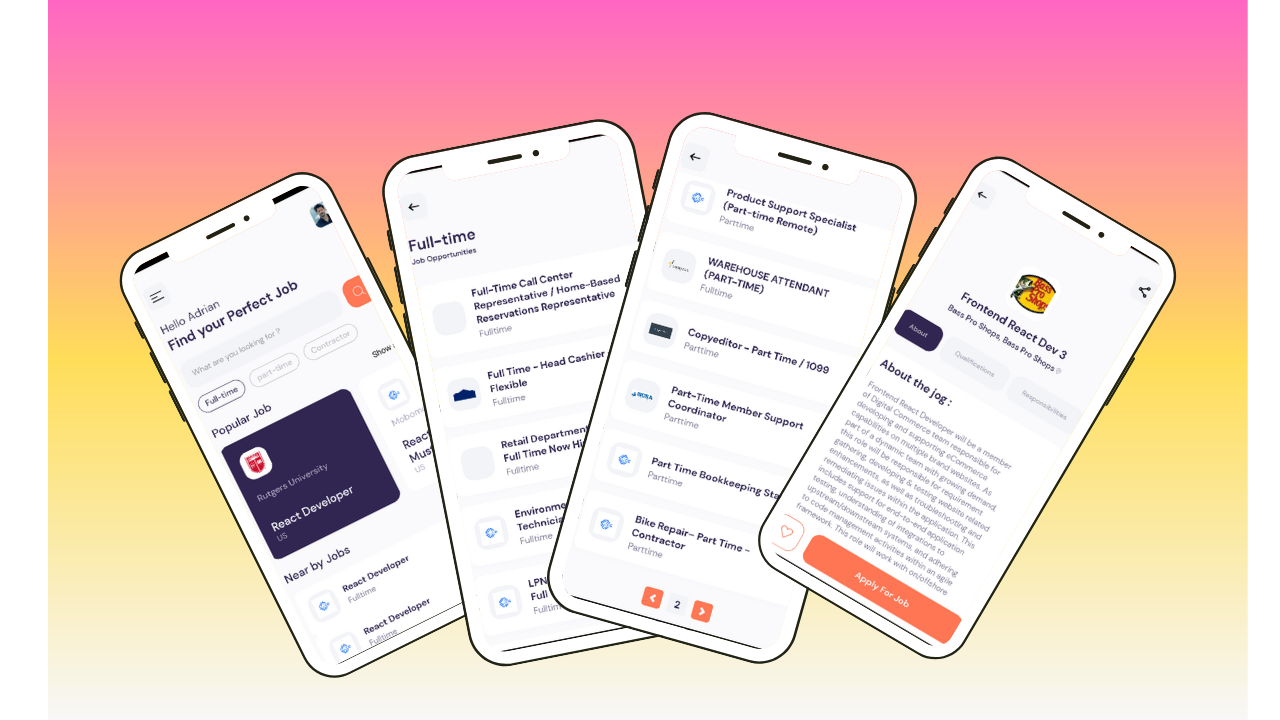 Hello Adrian
Find your Perfect Job
What are you looking for ?
Full-time
part-time
Contractor
Show
Popular Job
Rutgers University
React Developer
US
React
US
Near by Jobs
React Developer
Fulltime
React Developer
Fulltime
Full-time
Job Opportunities
Full-Time Call Center
Representative / Home-Based
Reservations Representative
Fulltime
Full Time - Head Cashier
Flexible
Fulltime
Retail Department
Full Time Now Hi
Fulltime
Environme
Technicia
Fulltime
LPN
Full
Fulltim
Product Support Specialist
(Part-time Remote)
Parttime
WAREHOUSE ATTENDANT
(PART-TIME)
Fulltime
Copyeditor - Part Time / 1099
Parttime
Part-Time Member Support
Coordinator
Parttime
Part Time Bookkeeping Sta
Parttime
Bike Repair- Part Time -
Contractor
Parttime
2
Bass
Pro
Shops
Frontend React Dev 3
Bass Pro Shops, Bass Pro Shops
About
Qualifications
Responsibilities
About the jog :
Frontend React Developer will be a member
of Digital Commerce team responsible for
developing and supporting eCommerce
capabilities on multiple brand websites. As
part of a dynamic team with growing demand,
this role will be responsible for requirement
gathering, developing & testing website related
enhancements, as well as troubleshooting and
remediating issues within the application. This
includes support for end-to-end application
testing, understanding of integrations to
upstream/downstream systems, and adhering
to code management activities within an agile
framework. This role will work with on/offshore
Apply For Job